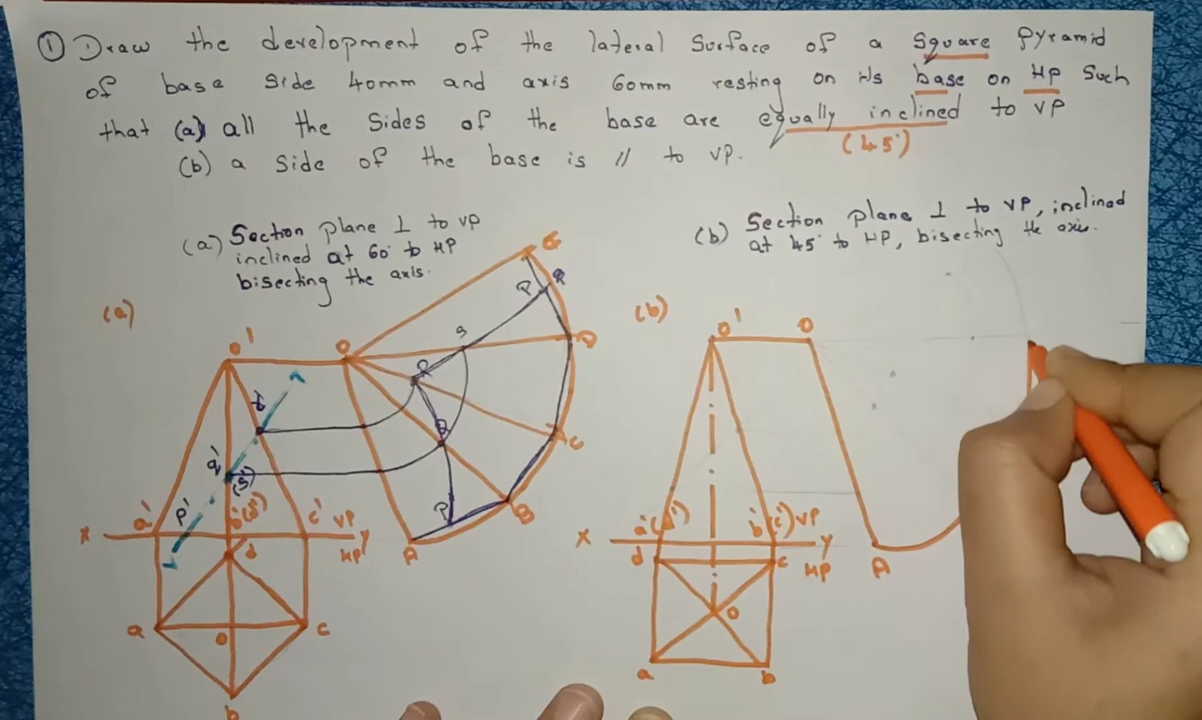 ① Draw the development of the lateral Surface of a Square Pyramid
of base side 40mm and axis 60mm resting on its base on HP such
that (a) all the sides of the base are equally inclined to VP
(45°)
(b) a side of the base is // to VP.
(a) Section plane ⊥ to VP
inclined at 60° to HP
bisecting the axis.
(b) Section plane ⊥ to VP, inclined
at 45° to HP, bisecting the axis.
(a)
o'
O
G
R
P
D
S
R
Q
C
B
P
A
q'
(s')
p'
a'
b'(d')
c'
VP
X
Y
HP
d
a
o
c
b
(b)
o'
O
a'(d')
b'(c')
VP
X
Y
HP
d
c
o
a
b
A